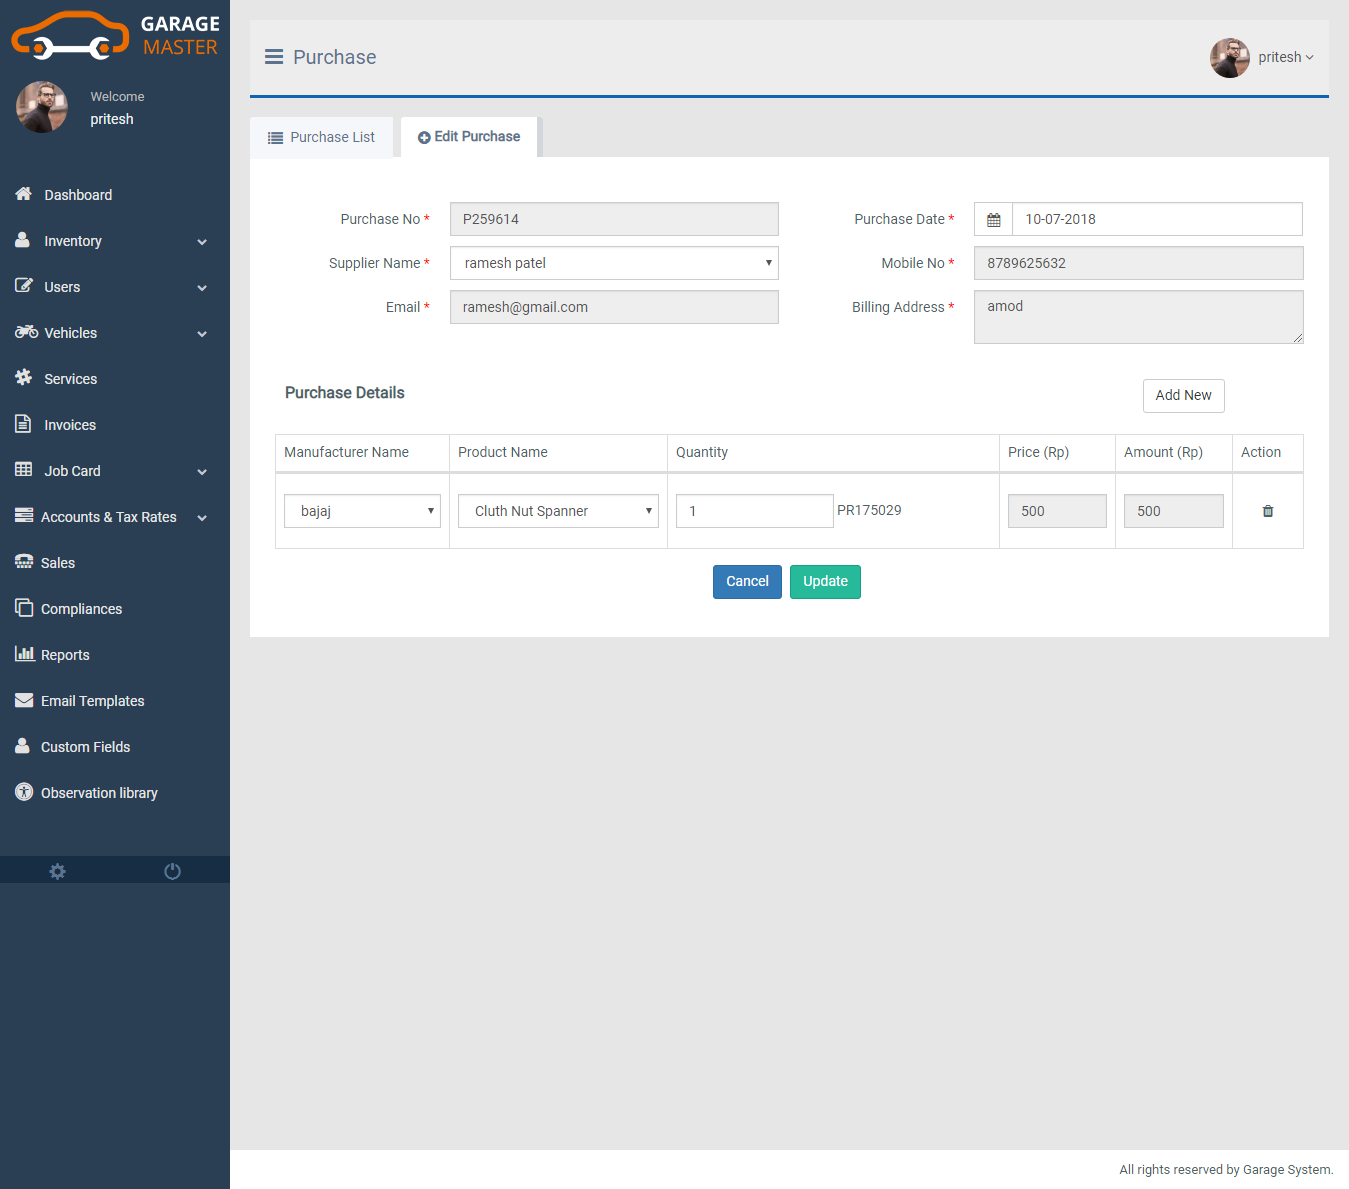 GARAGE
MASTER
Welcome
pritesh
Dashboard
Inventory
Users
Vehicles
Services
Invoices
Job Card
Accounts & Tax Rates
Sales
Compliances
Reports
Email Templates
Custom Fields
Observation library
Purchase
pritesh
Purchase List
Edit Purchase
Purchase No * P259614
Purchase Date * 10-07-2018
Supplier Name * ramesh patel
Mobile No * 8789625632
Email * ramesh@gmail.com
Billing Address * amod
Purchase Details
Add New
Manufacturer Name Product Name Quantity Price (Rp) Amount (Rp) Action
bajaj Cluth Nut Spanner 1 PR175029 500 500
Cancel Update
All rights reserved by Garage System.